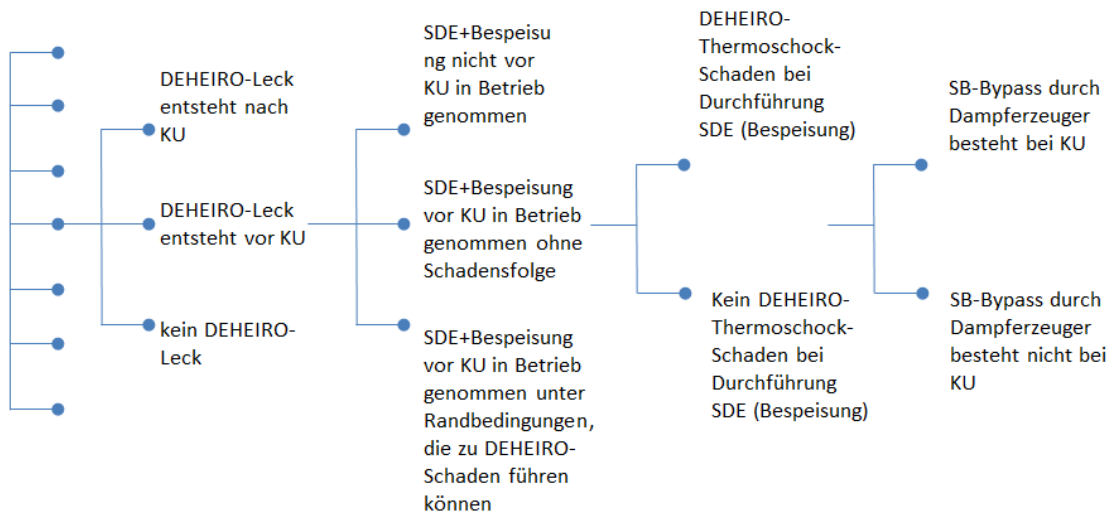 DEHEIRO-Leck
entsteht nach
KU
DEHEIRO-Leck
entsteht vor KU
kein DEHEIRO-
Leck
SDE+Bespeisu
ng nicht vor
KU in Betrieb
genommen
SDE+Bespeisung
vor KU in Betrieb
genommen ohne
Schadensfolge
SDE+Bespeisung
vor KU in Betrieb
genommen unter
Randbedingungen,
die zu DEHEIRO-
Schaden führen
können
DEHEIRO-
Thermoschock-
Schaden bei
Durchführung
SDE (Bespeisung)
Kein DEHEIRO-
Thermoschock-
Schaden bei
Durchführung
SDE (Bespeisung)
SB-Bypass durch
Dampferzeuger
besteht bei KU
SB-Bypass durch
Dampferzeuger
besteht nicht bei
KU